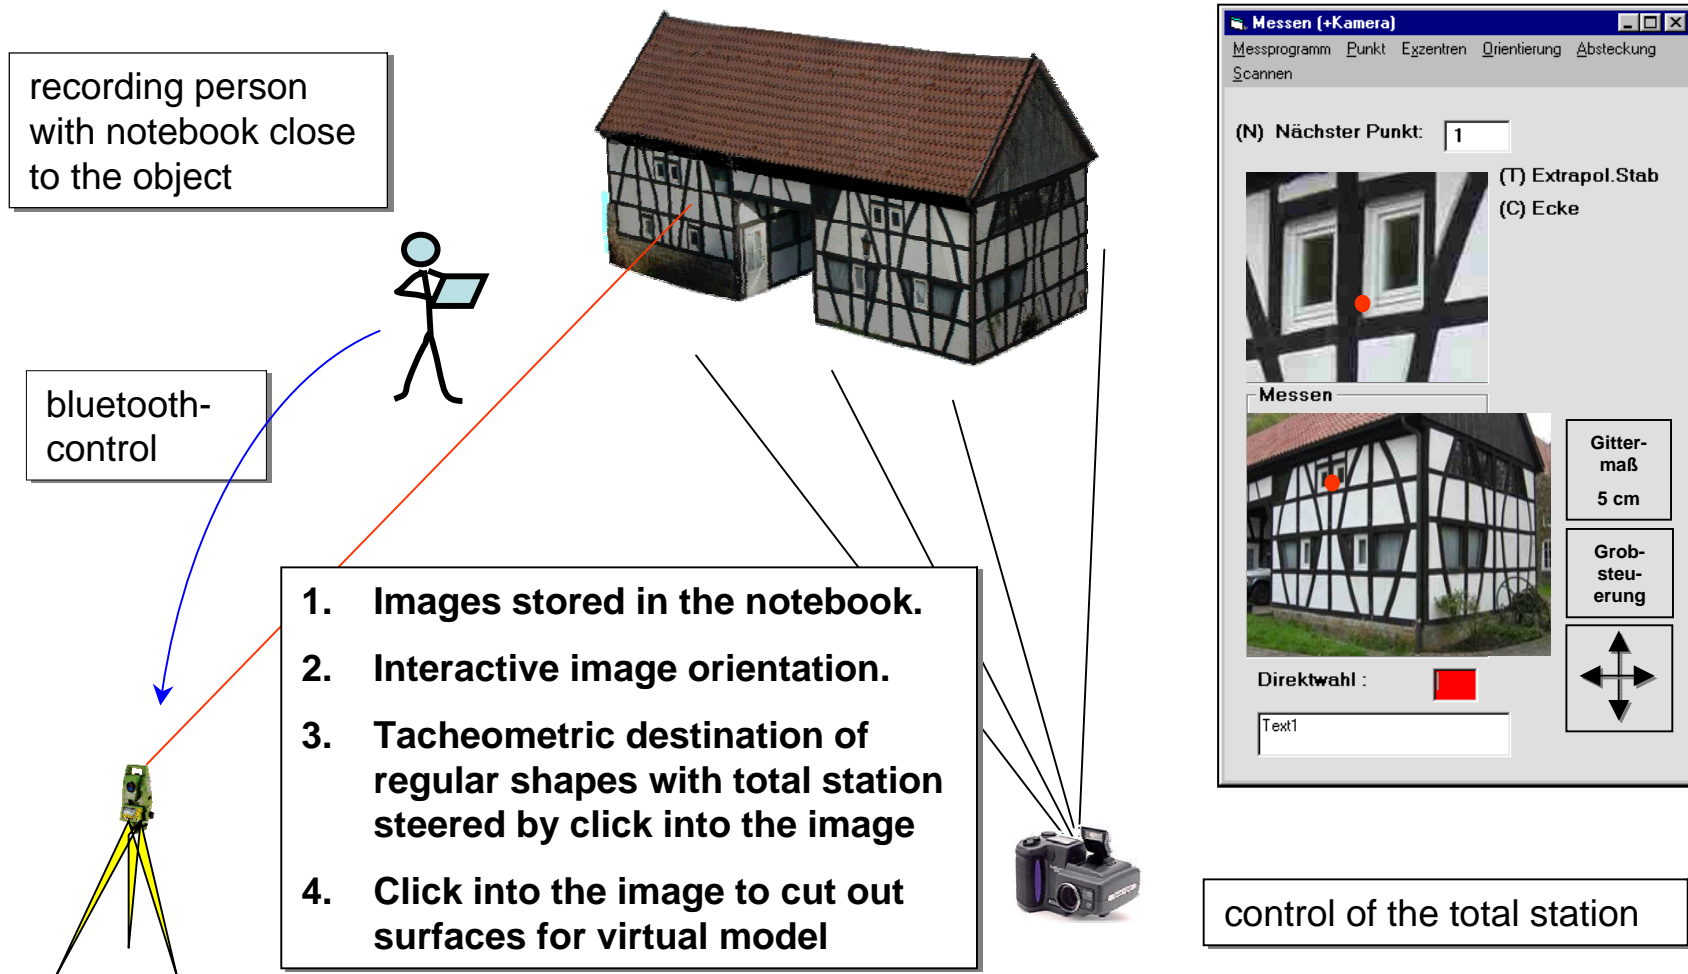 recording person
with notebook close
to the object
bluetooth-
control
1. Images stored in the notebook.
2. Interactive image orientation.
3. Tacheometric destination of
regular shapes with total station
steered by click into the image
4. Click into the image to cut out
surfaces for virtual model
Messen (+Kamera)
Messprogramm Punkt Exzentren Orientierung Absteckung
Scannen
(N) Nächster Punkt: 1
(T) Extrapol.Stab
(C) Ecke
Messen
Gitter-
maß
5 cm
Grob-
steu-
erung
Direktwahl :
Text1
control of the total station